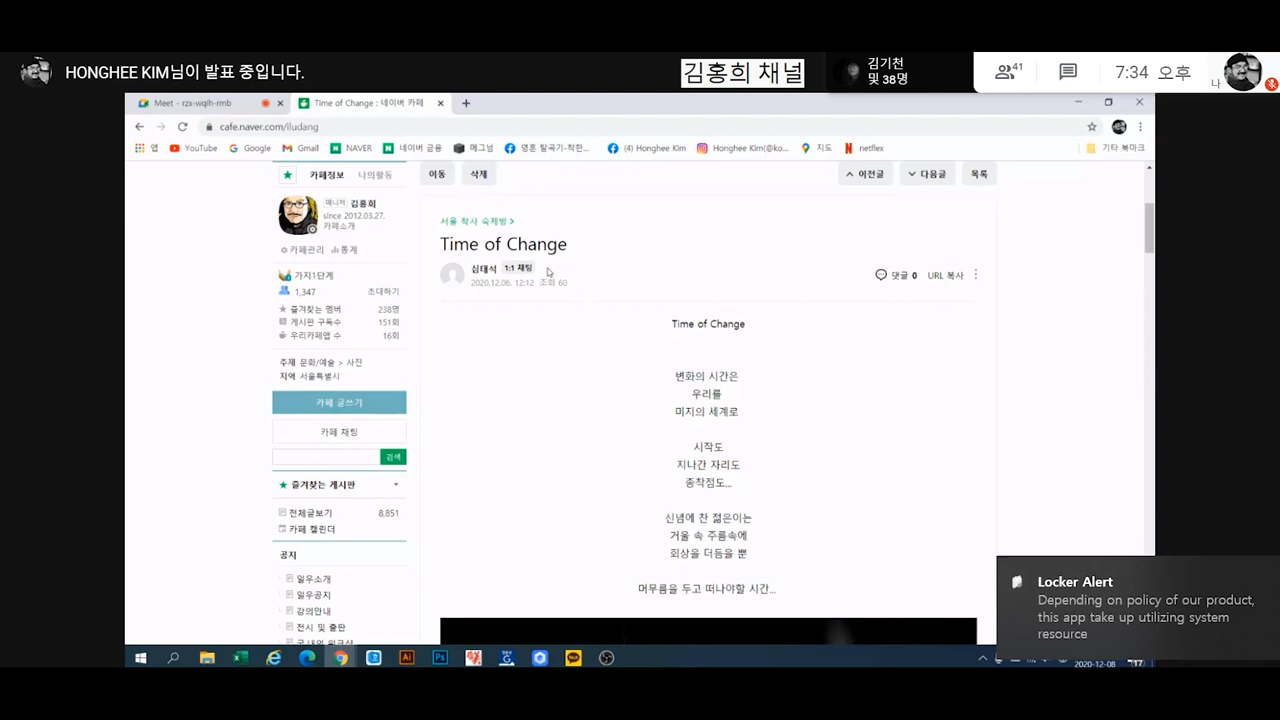 HONGHEE KIM님이 발표 중입니다.
김홍희 채널
김기천
및 38명
41
7:34 오후
나
Meet - rzx-wqih-rmb
Time of Change : 네이버 카페
cafe.naver.com/iludang
앱
YouTube
Google
Gmail
NAVER
네이버 금융
메그넘
영혼 탈곡기-착한...
(4) Honghee Kim
Honghee Kim(@ko...
지도
netflex
기타 북마크
카페정보
나의활동
이동
삭제
이전글
다음글
목록
매니저 김홍희
since 2012.03.27.
카페소개
카페관리
통계
가지1단계
1,347
초대하기
즐겨찾는 멤버
238명
게시판 구독수
151회
우리카페앱 수
16회
주제 문화/예술 > 사진
지역 서울특별시
카페 글쓰기
카페 채팅
검색
즐겨찾는 게시판
전체글보기
8,851
카페 캘린더
공지
일우소개
일우공지
강의안내
전시 및 출판
서울 착사 숙제방 >
Time of Change
심태석 1:1 채팅
2020.12.06. 12:12 조회 60
댓글 0
URL 복사
Time of Change
변화의 시간은
우리를
미지의 세계로
시작도
지나간 자리도
종착점도...
신념에 찬 젊은이는
거울 속 주름속에
회상을 더듬을 뿐
머무름을 두고 떠나야할 시간...
Locker Alert
Depending on policy of our product,
this app take up utilizing system
resource
2020-12-08
17